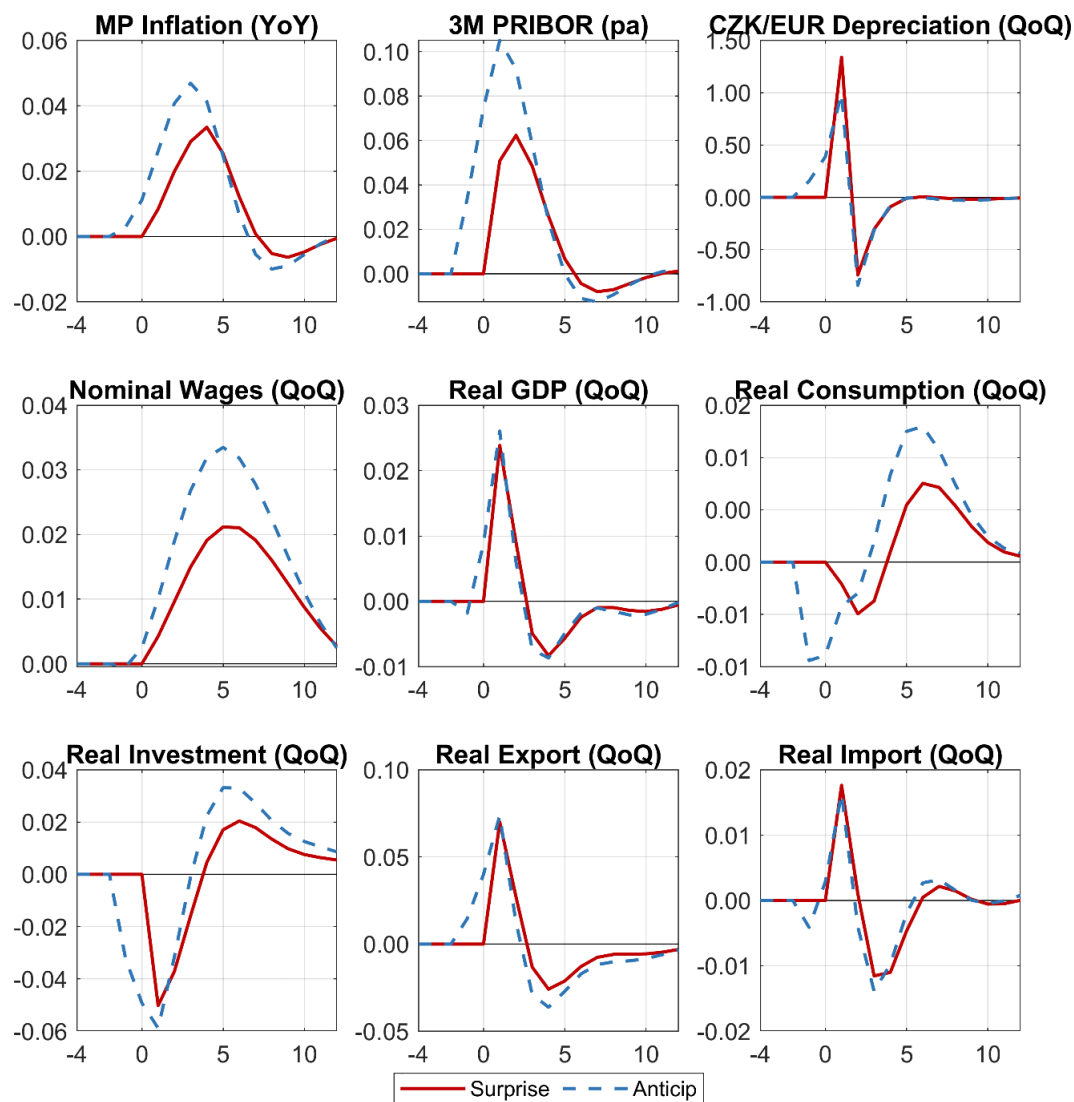 MP Inflation (YoY)
0.06
0.04
0.02
0.00
-0.02
-4 0 5 10
3M PRIBOR (pa)
0.10
0.08
0.06
0.04
0.02
0.00
-4 0 5 10
CZK/EUR Depreciation (QoQ)
1.50
1.00
0.50
0.00
-0.50
-1.00
-4 0 5 10
Nominal Wages (QoQ)
0.04
0.03
0.02
0.01
0.00
-4 0 5 10
Real GDP (QoQ)
0.03
0.02
0.01
0.00
-0.01
-4 0 5 10
Real Consumption (QoQ)
0.02
0.01
0.00
0.00
-0.01
-0.01
-4 0 5 10
Real Investment (QoQ)
0.04
0.02
0.00
-0.02
-0.04
-0.06
-4 0 5 10
Real Export (QoQ)
0.10
0.05
0.00
-0.05
-4 0 5 10
Real Import (QoQ)
0.02
0.01
0.00
-0.01
-0.02
-4 0 5 10
Surprise Anticip